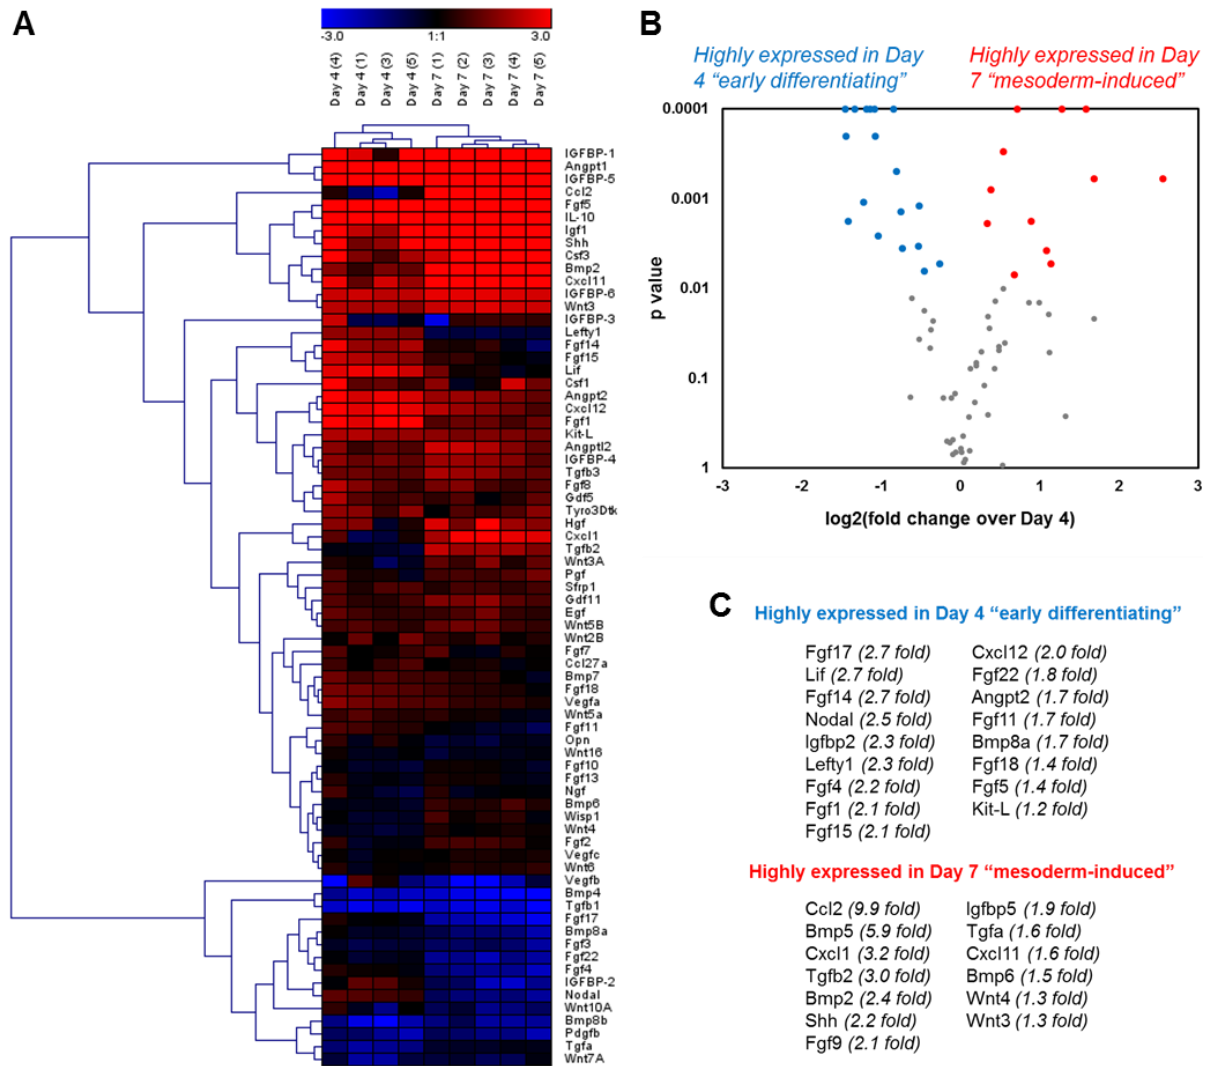 A
-3.0 1:1 3.0
Day 4 (4)
Day 4 (1)
Day 4 (3)
Day 4 (5)
Day 7 (1)
Day 7 (2)
Day 7 (3)
Day 7 (4)
Day 7 (5)
IGFBP-1
Angpt1
IGFBP-5
Ccl2
Fgf5
IL-10
Igf1
Shh
Csf3
Bmp2
Cxcl11
IGFBP-6
Wnt3
IGFBP-3
Lefty1
Fgf14
Fgf15
Lif
Csf1
Angpt2
Cxcl12
Fgf1
Kit-L
Angptl2
IGFBP-4
Tgfb3
Fgf8
Gdf5
Tyro3Dtk
Hgf
Cxcl1
Tgfb2
Wnt3A
Pgf
Sfrp1
Gdf11
Egf
Wnt5B
Wnt2B
Fgf7
Ccl27a
Bmp7
Fgf18
Vegfa
Wnt5a
Fgf11
Opn
Wnt16
Fgf10
Fgf13
Ngf
Bmp6
Wisp1
Wnt4
Fgf2
Vegfc
Wnt6
Vegfb
Bmp4
Tgfb1
Fgf17
Bmp8a
Fgf3
Fgf22
Fgf4
IGFBP-2
Nodal
Wnt10A
Bmp8b
Pdgfb
Tgfa
Wnt7A
B
Highly expressed in Day
4 "early differentiating"
Highly expressed in Day
7 "mesoderm-induced"
0.0001
0.001
0.01
0.1
1
p value
-3 -2 -1 0 1 2 3
log2(fold change over Day 4)
C
Highly expressed in Day 4 "early differentiating"
Fgf17 (2.7 fold) Cxcl12 (2.0 fold)
Lif (2.7 fold) Fgf22 (1.8 fold)
Fgf14 (2.7 fold) Angpt2 (1.7 fold)
Nodal (2.5 fold) Fgf11 (1.7 fold)
Igfbp2 (2.3 fold) Bmp8a (1.7 fold)
Lefty1 (2.3 fold) Fgf18 (1.4 fold)
Fgf4 (2.2 fold) Fgf5 (1.4 fold)
Fgf1 (2.1 fold) Kit-L (1.2 fold)
Fgf15 (2.1 fold)
Highly expressed in Day 7 "mesoderm-induced"
Ccl2 (9.9 fold) Igfbp5 (1.9 fold)
Bmp5 (5.9 fold) Tgfa (1.6 fold)
Cxcl1 (3.2 fold) Cxcl11 (1.6 fold)
Tgfb2 (3.0 fold) Bmp6 (1.5 fold)
Bmp2 (2.4 fold) Wnt4 (1.3 fold)
Shh (2.2 fold) Wnt3 (1.3 fold)
Fgf9 (2.1 fold)